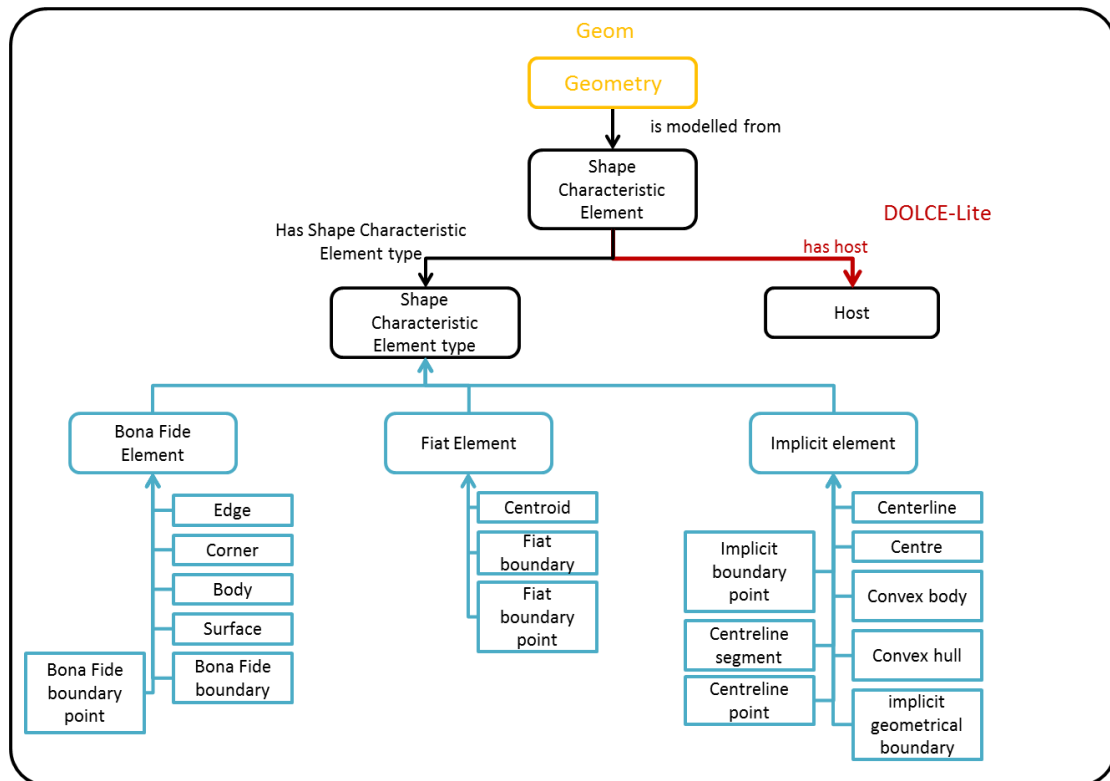 Geom
Geometry
is modelled from
Shape
Characteristic
Element
DOLCE-Lite
Has Shape Characteristic
Element type
has host
Shape
Characteristic
Element type
Host
Bona Fide
Element
Fiat Element
Implicit element
Edge
Corner
Body
Surface
Bona Fide
boundary
Bona Fide
boundary
point
Centroid
Fiat
boundary
Fiat
boundary
point
Implicit
boundary
point
Centreline
segment
Centreline
point
Centerline
Centre
Convex body
Convex hull
implicit
geometrical
boundary